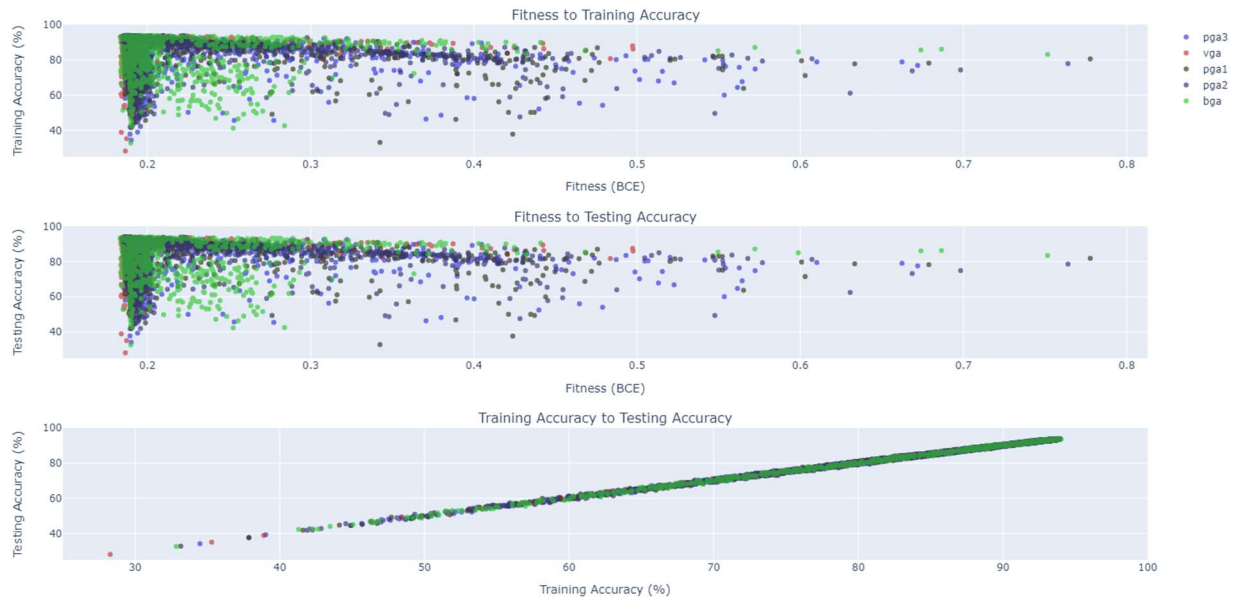 Fitness to Training Accuracy
Training Accuracy (%)
100
80
60
40
0.2 0.3 0.4 0.5 0.6 0.7 0.8
Fitness (BCE)
pga3
vga
pga1
pga2
bga
Fitness to Testing Accuracy
Testing Accuracy (%)
100
80
60
40
0.2 0.3 0.4 0.5 0.6 0.7 0.8
Fitness (BCE)
Training Accuracy to Testing Accuracy
Testing Accuracy (%)
100
80
60
40
30 40 50 60 70 80 90 100
Training Accuracy (%)